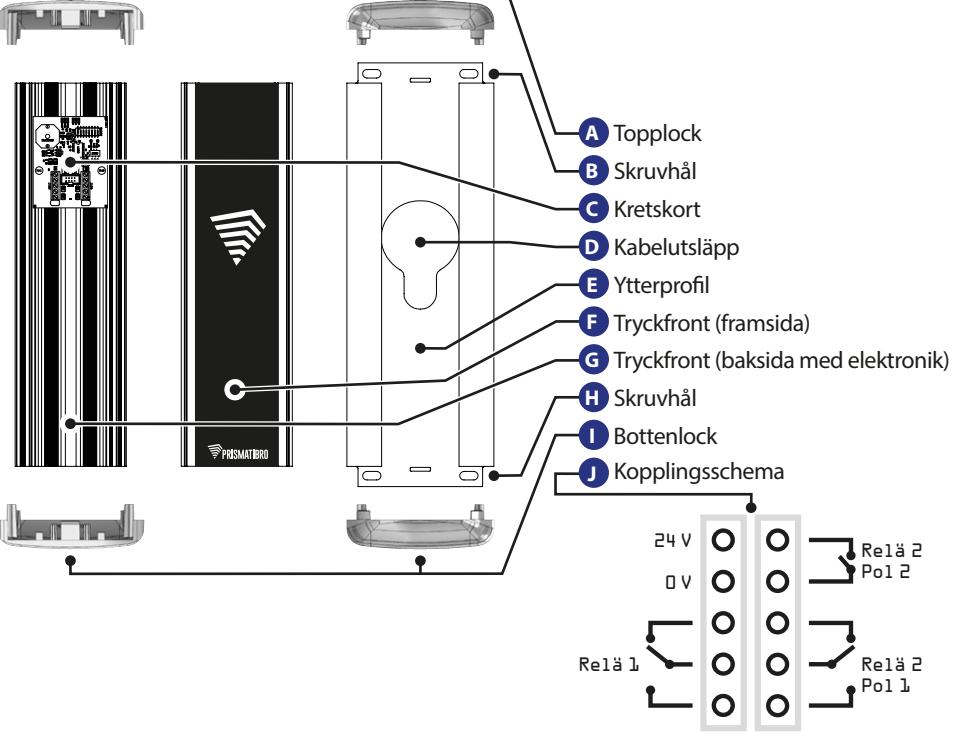 A Topplock
B Skruvhål
C Kretskort
D Kabelutsläpp
E Ytterprofil
F Tryckfront (framsida)
G Tryckfront (baksida med elektronik)
H Skruvhål
I Bottenlock
J Kopplingsschema
PRISMATIBRO
24 V
0 V
Relä 1
Relä 2
Pol 2
Relä 2
Pol 1